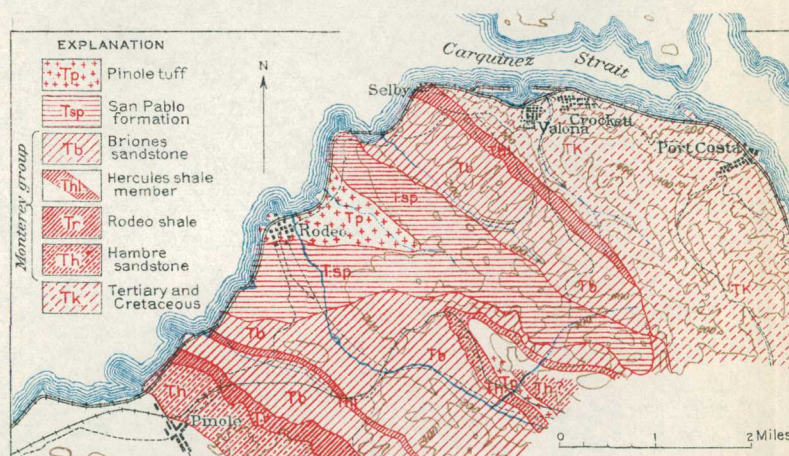 EXPLANATION
Tp Pinole tuff
Tsp San Pablo
formation
Tb Briones
sandstone
Thl Hercules shale
member
Tr Rodeo shale
Th Hambre
sandstone
Tk Tertiary and
Cretaceous
Monterey group
N
Carquinez Strait
Selby
Valona
Crockett
Port Costa
Thl
TK
Tb
Tsp
Tp
Rodeo
Tsp
Tb
TK
Tb
Tb
Tb
Th
Pinole
0 1 2 Miles